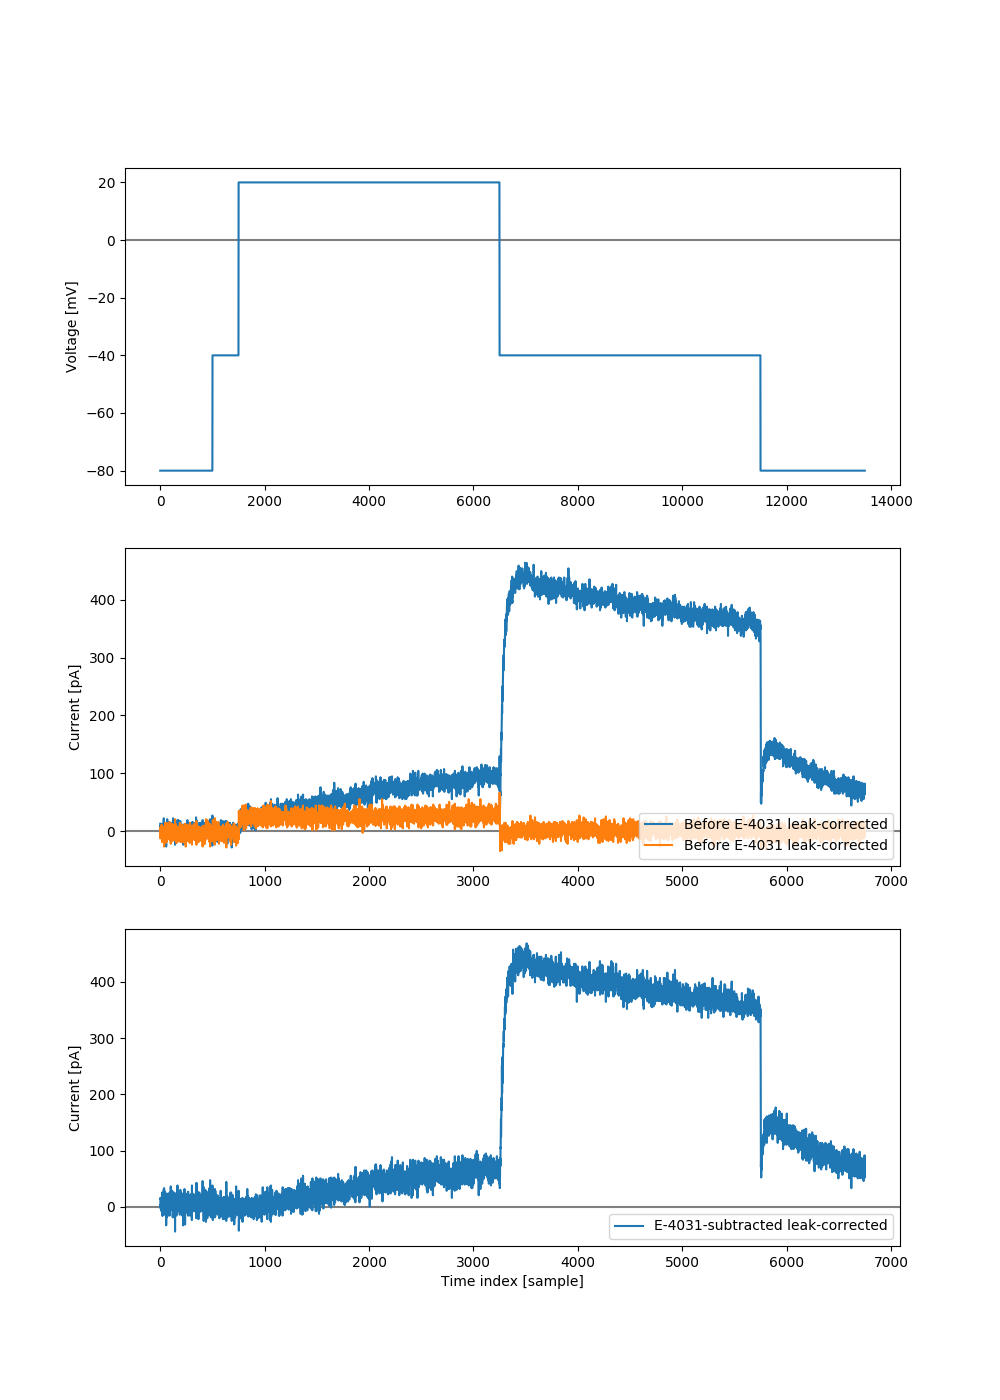 20
0
−20
−40
−60
−80
Voltage [mV]
0 2000 4000 6000 8000 10000 12000 14000
400
300
200
100
0
Current [pA]
Before E-4031 leak-corrected
Before E-4031 leak-corrected
0 1000 2000 3000 4000 5000 6000 7000
400
300
200
100
0
Current [pA]
E-4031-subtracted leak-corrected
0 1000 2000 3000 4000 5000 6000 7000
Time index [sample]